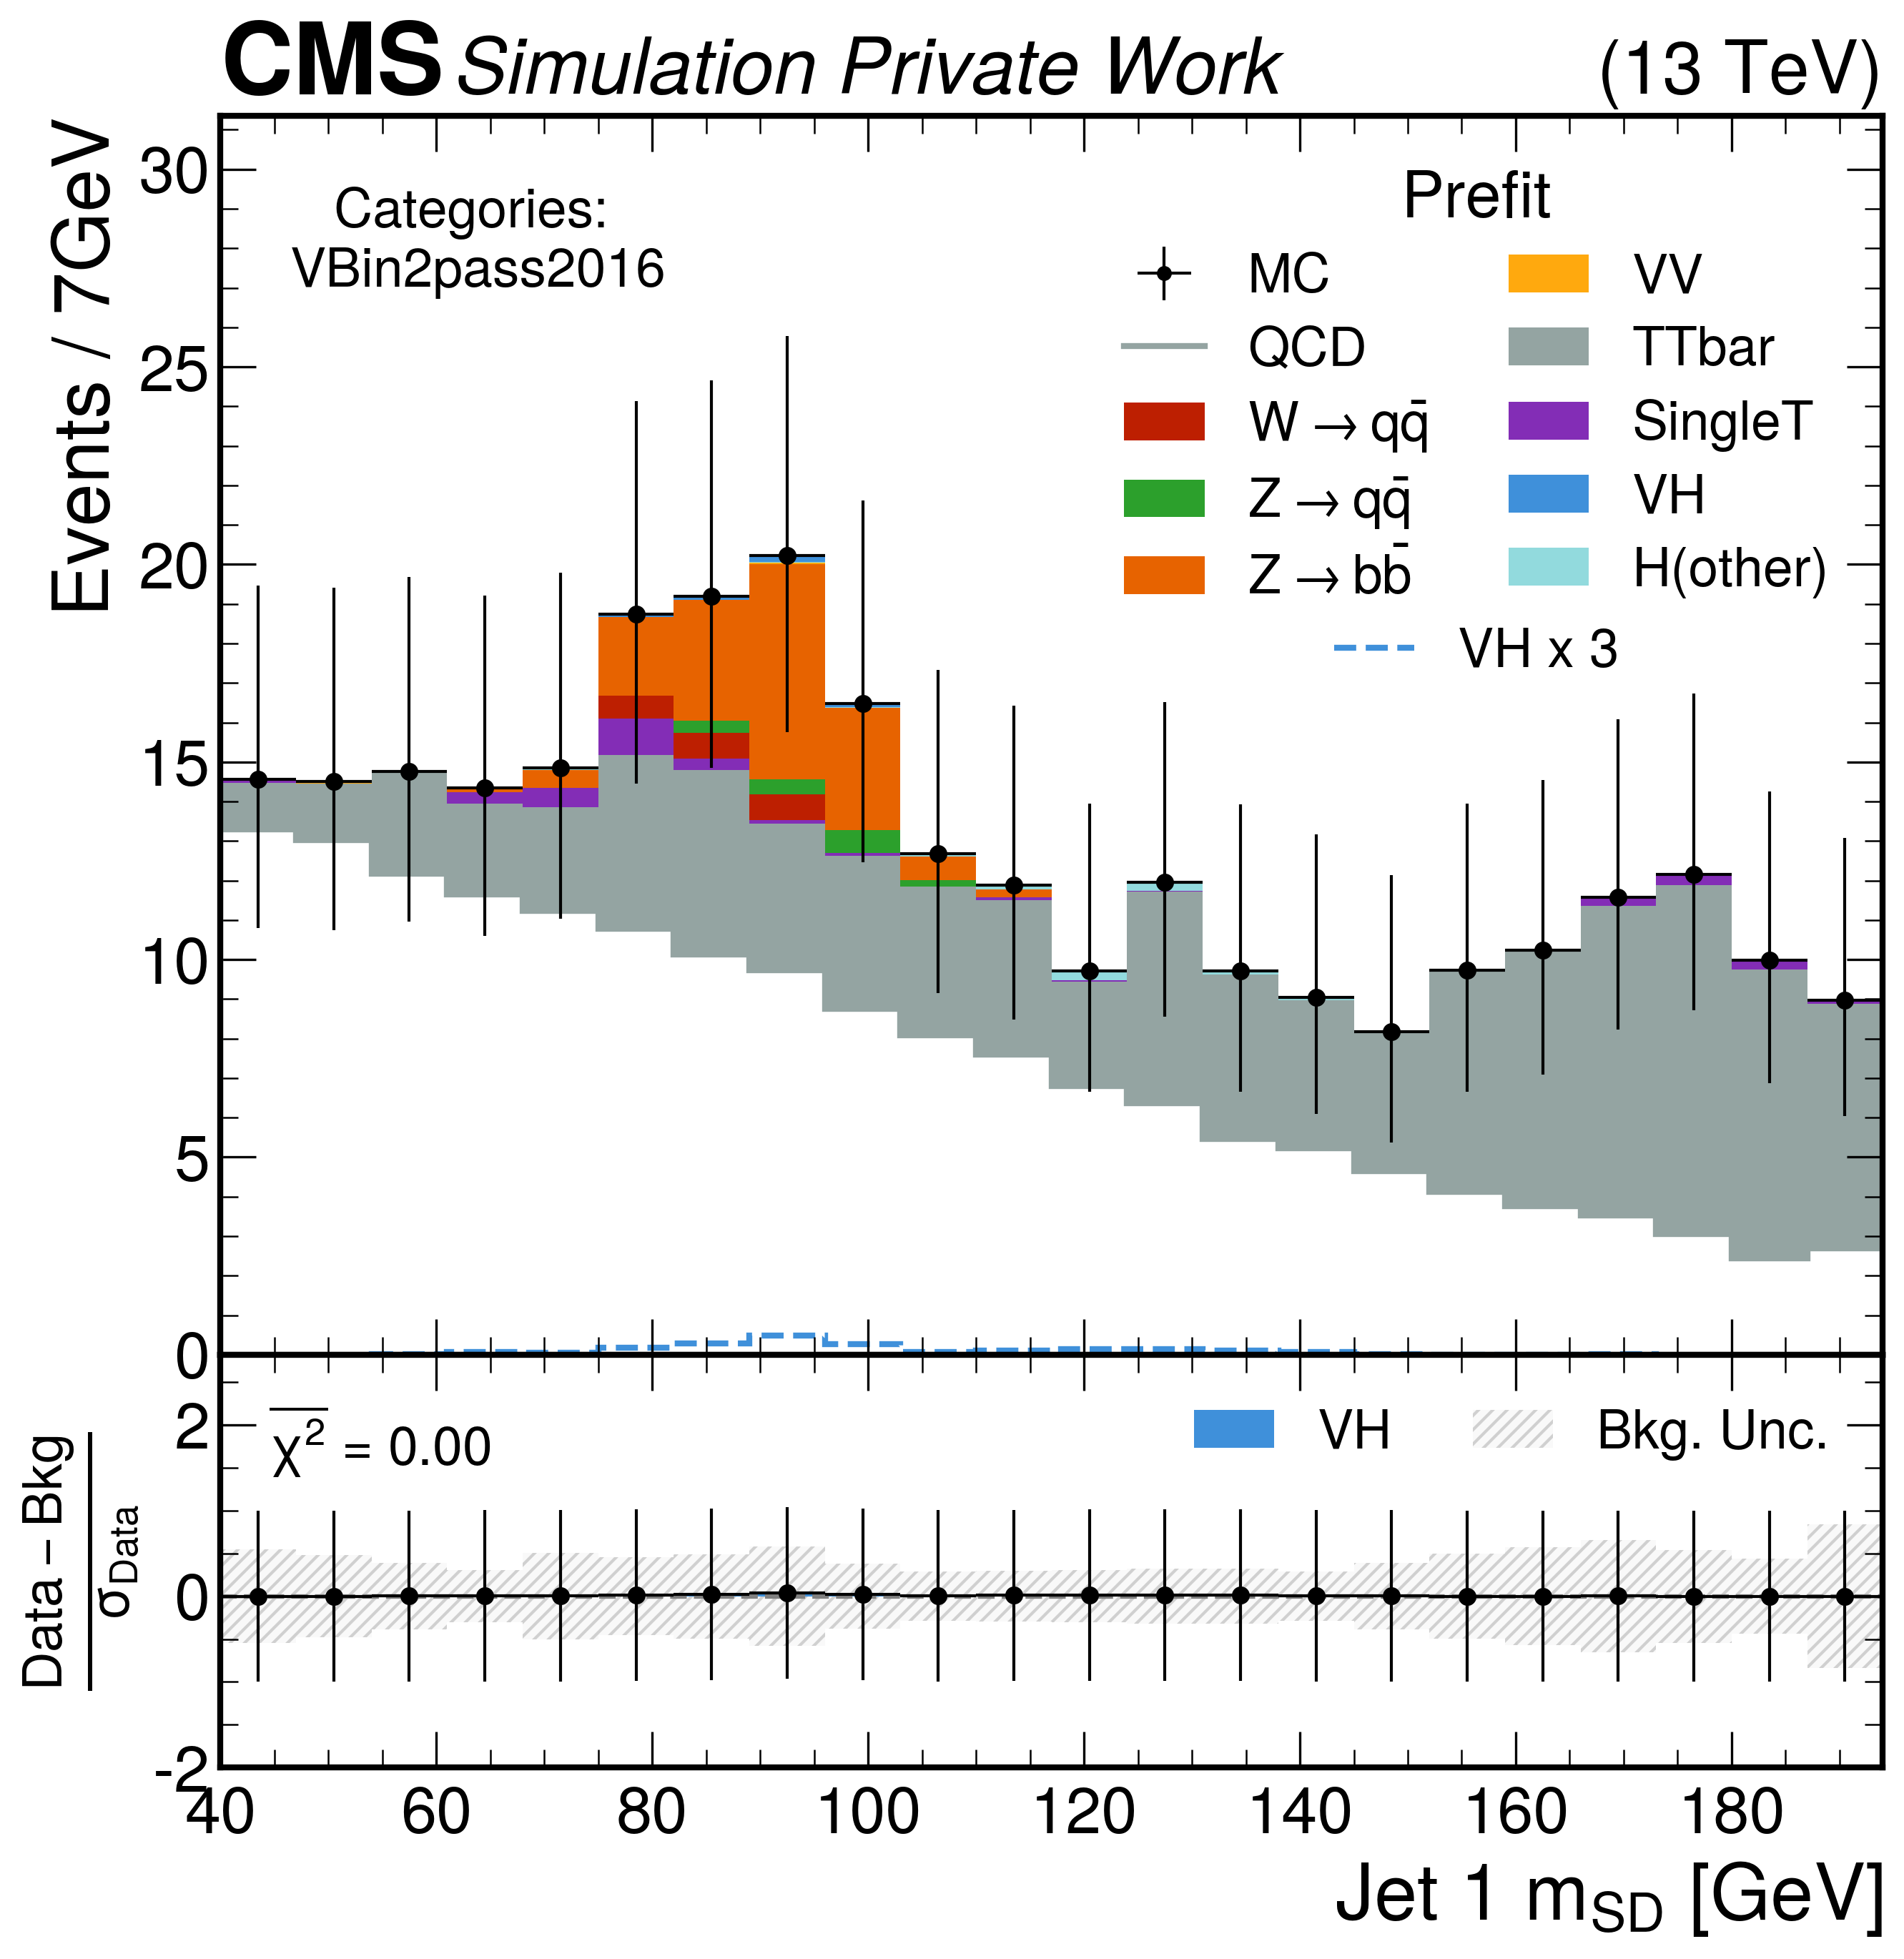 CMS Simulation Private Work (13 TeV)
Events / 7GeV
30
25
20
15
10
5
0
Categories:
VBin2pass2016
Prefit
MC
QCD
W → qq̄
Z → qq̄
Z → bb̄
VV
TTbar
SingleT
VH
H(other)
VH x 3
Data − Bkg
σData
2
0
-2
χ² = 0.00
VH
Bkg. Unc.
40 60 80 100 120 140 160 180
Jet 1 mSD [GeV]